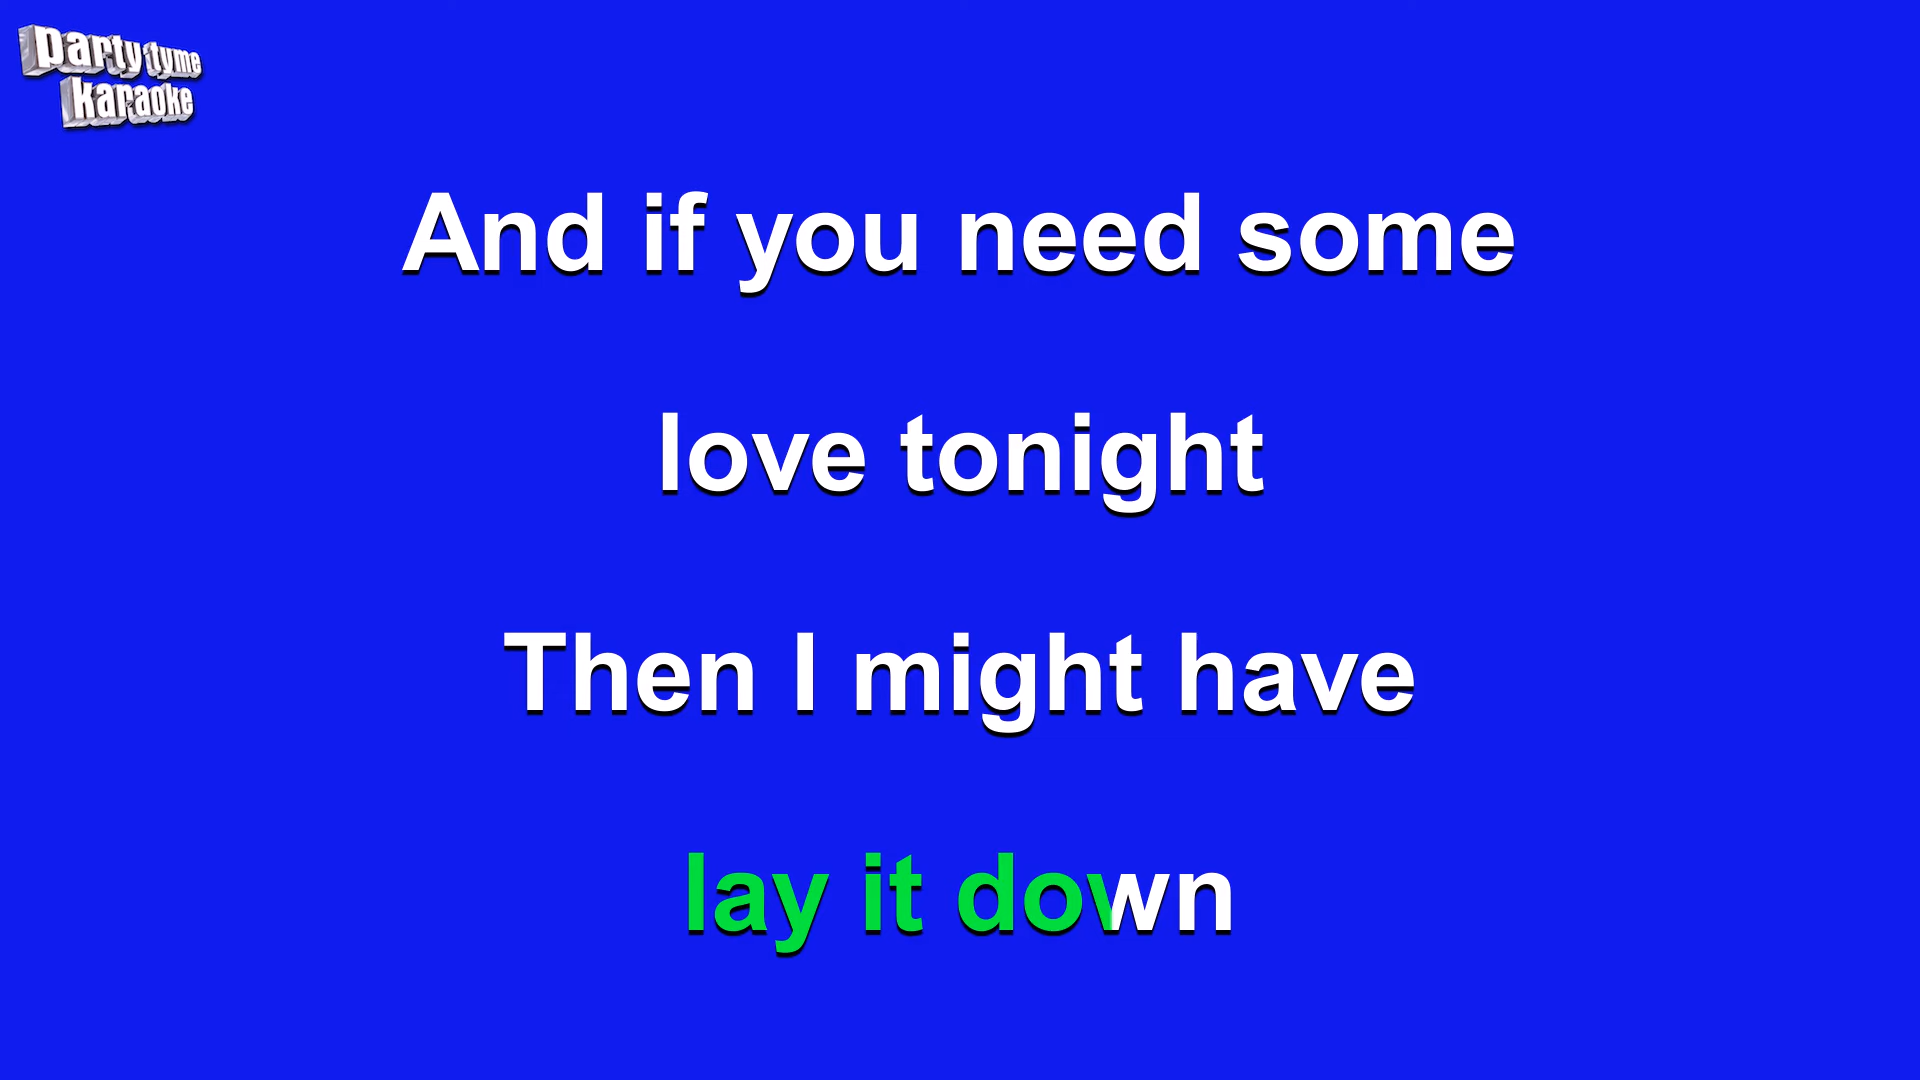 party tyme
karaoke
And if you need some
love tonight
Then I might have
lay it down